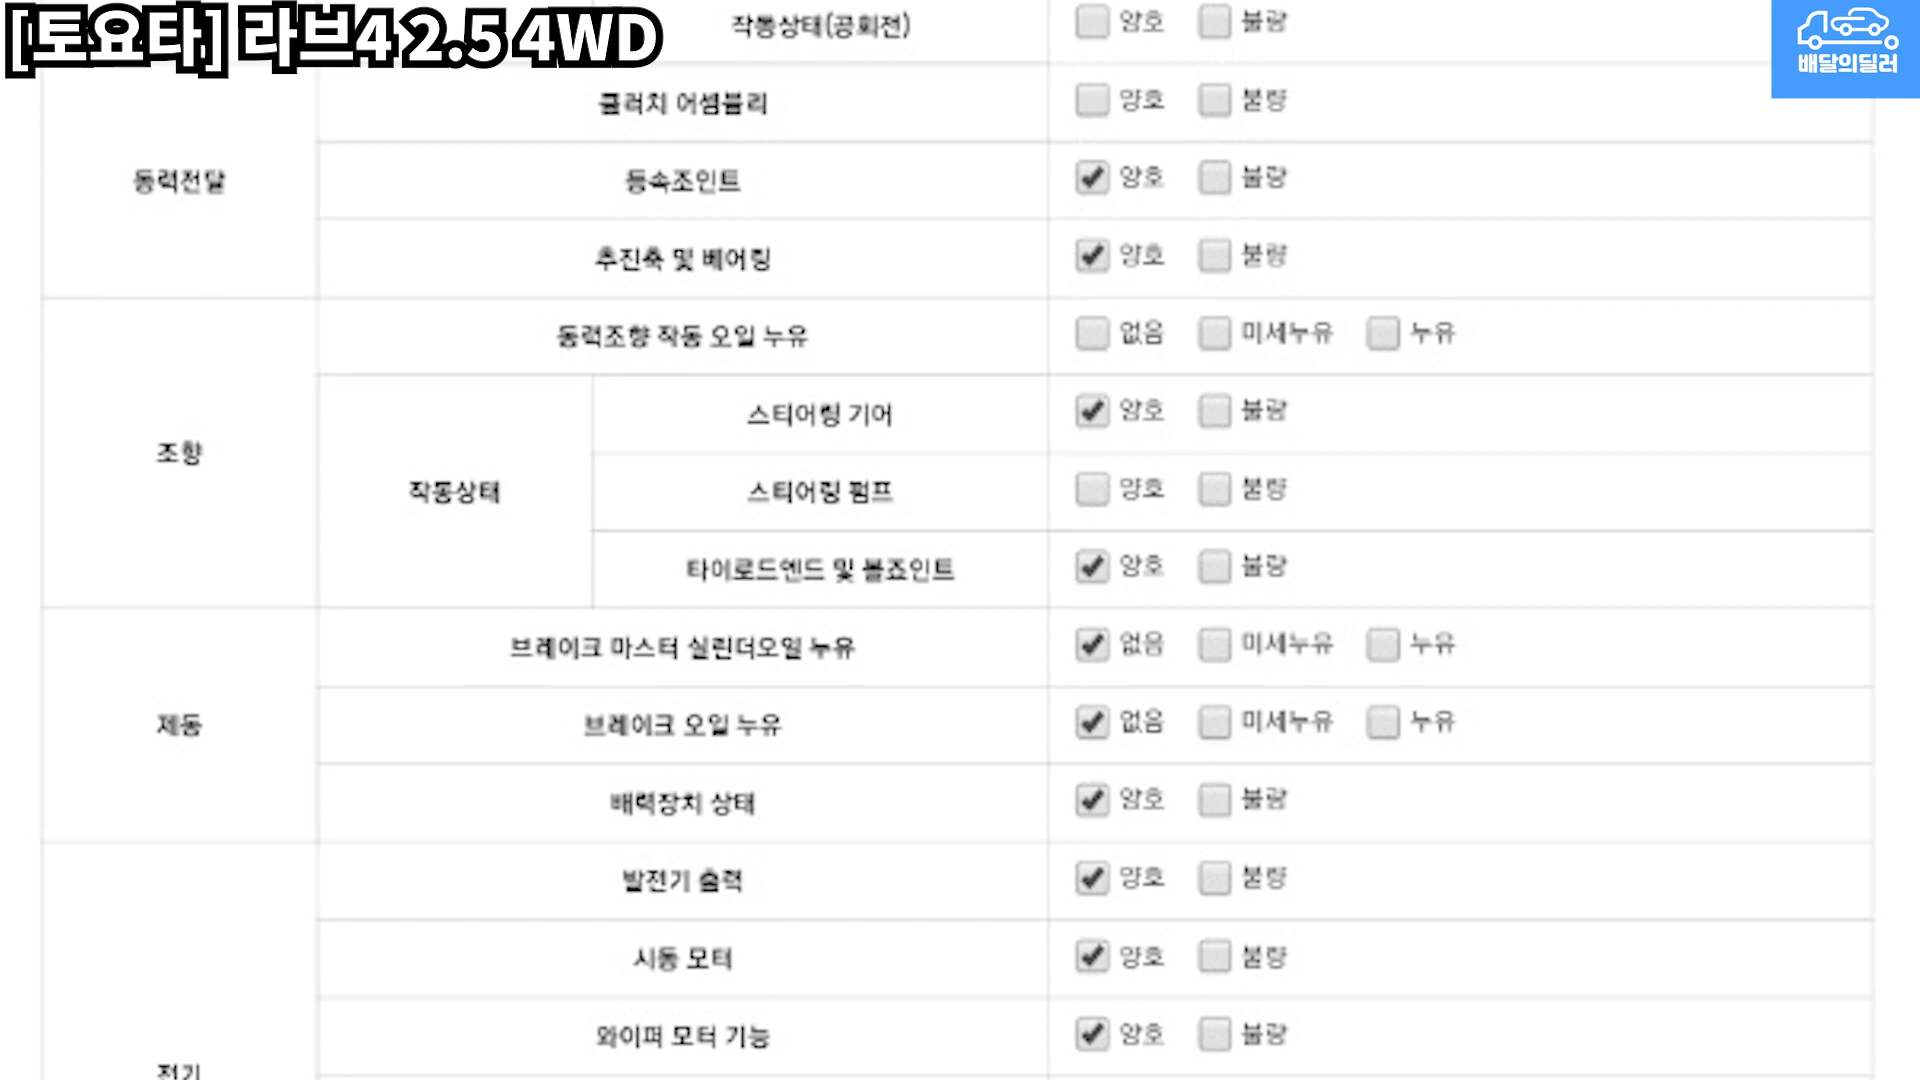 [토요타] 라브4 2.5 4WD
배달의딜러
작동상태(공회전) 양호 불량
동력전달
클러치 어셈블리 양호 불량
등속조인트 양호 불량
추진축 및 베어링 양호 불량
조향
동력조향 작동 오일 누유 없음 미세누유 누유
작동상태
스티어링 기어 양호 불량
스티어링 펌프 양호 불량
타이로드엔드 및 볼죠인트 양호 불량
제동
브레이크 마스터 실린더오일 누유 없음 미세누유 누유
브레이크 오일 누유 없음 미세누유 누유
배력장치 상태 양호 불량
발전기 출력 양호 불량
시동 모터 양호 불량
와이퍼 모터 기능 양호 불량
전기